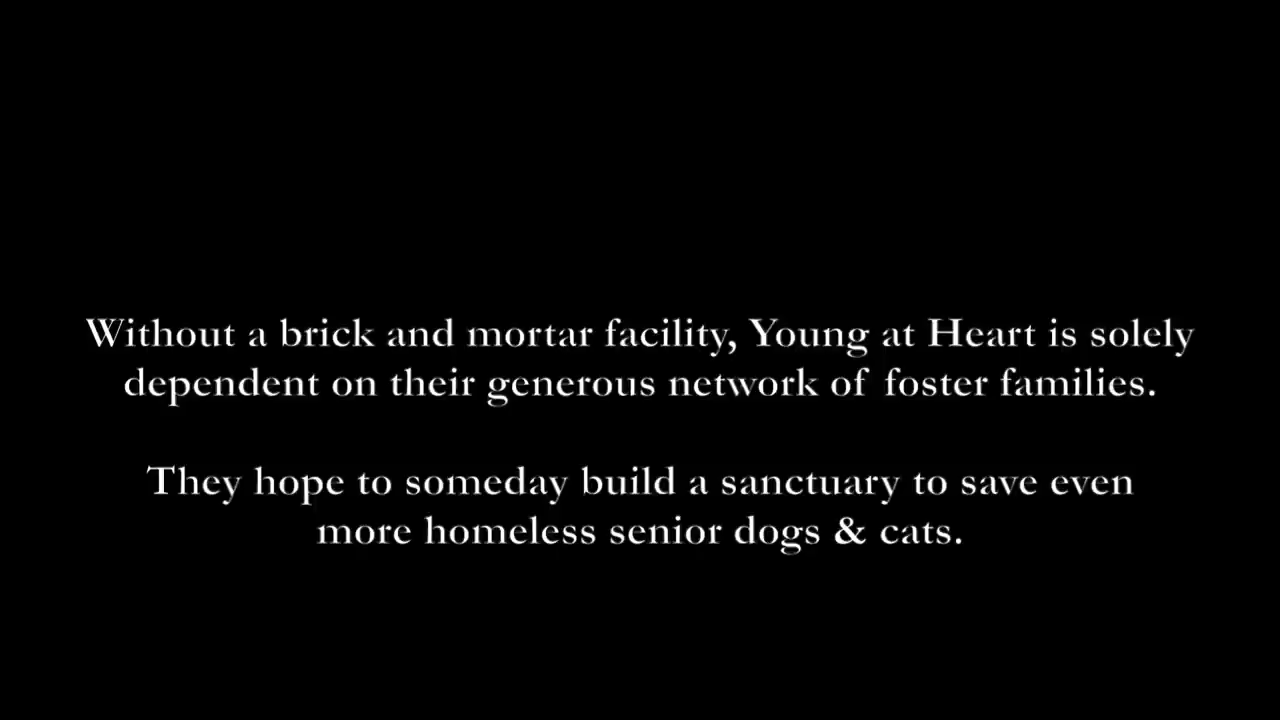 Without a brick and mortar facility, Young at Heart is solely
dependent on their generous network of foster families.
They hope to someday build a sanctuary to save even
more homeless senior dogs & cats.